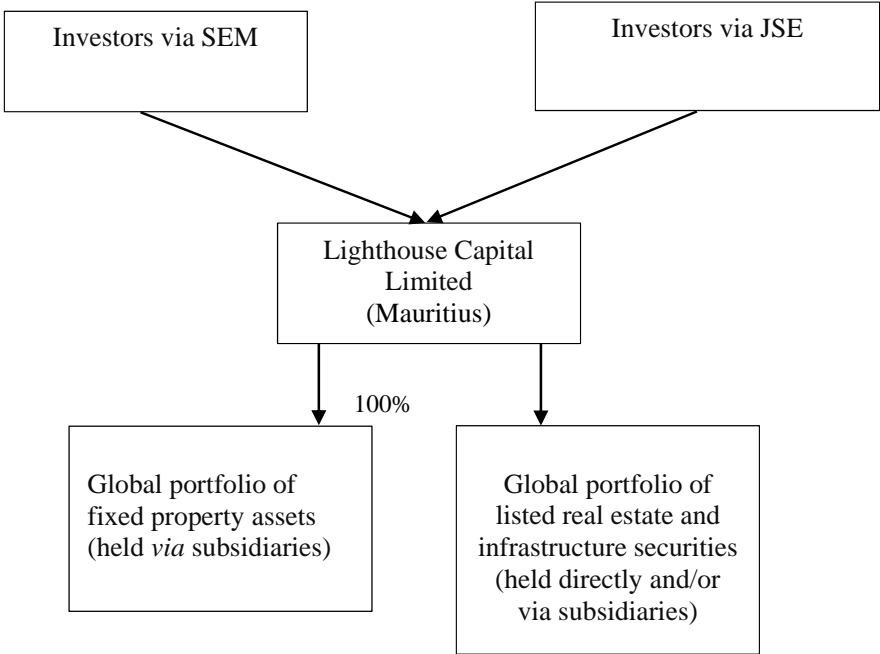 Investors via SEM
Investors via JSE
Lighthouse Capital
Limited
(Mauritius)
100%
Global portfolio of
fixed property assets
(held via subsidiaries)
Global portfolio of
listed real estate and
infrastructure securities
(held directly and/or
via subsidiaries)